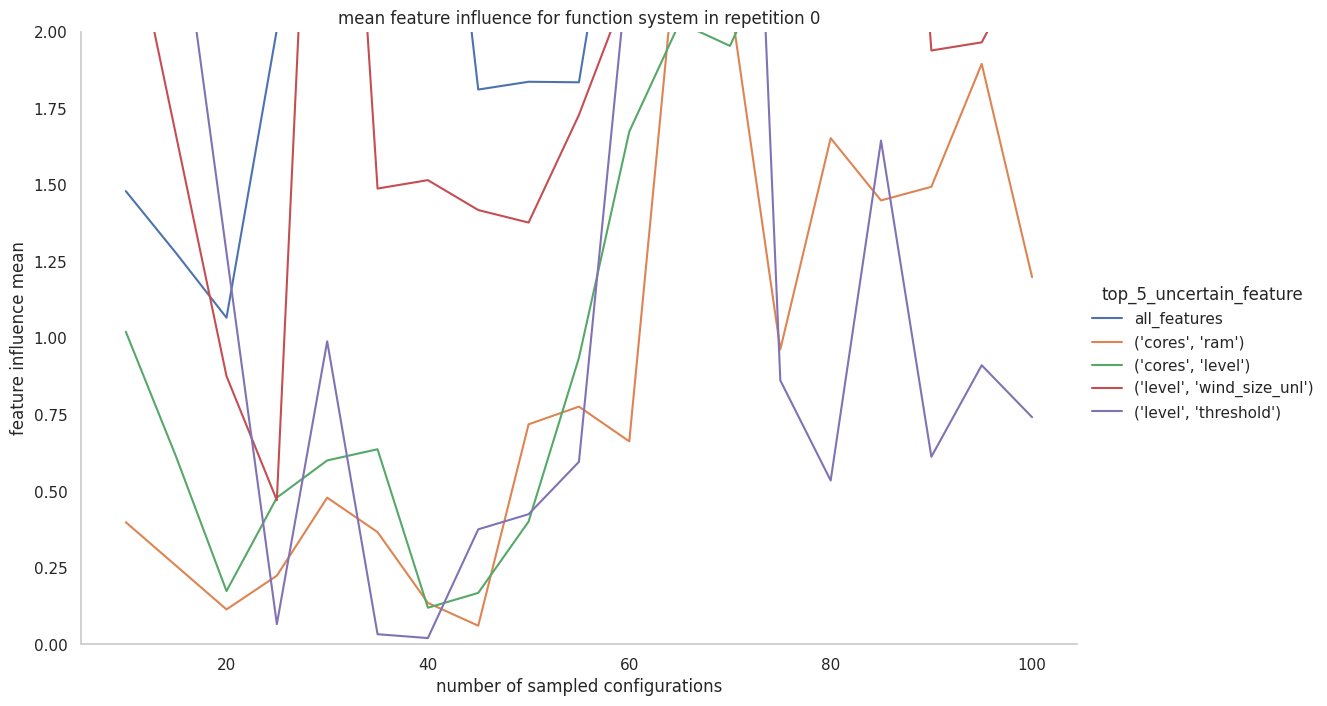 mean feature influence for function system in repetition 0
2.00
1.75
1.50
1.25
1.00
0.75
0.50
0.25
0.00
feature influence mean
20
40
60
80
100
number of sampled configurations
top_5_uncertain_feature
all_features
('cores', 'ram')
('cores', 'level')
('level', 'wind_size_unl')
('level', 'threshold')